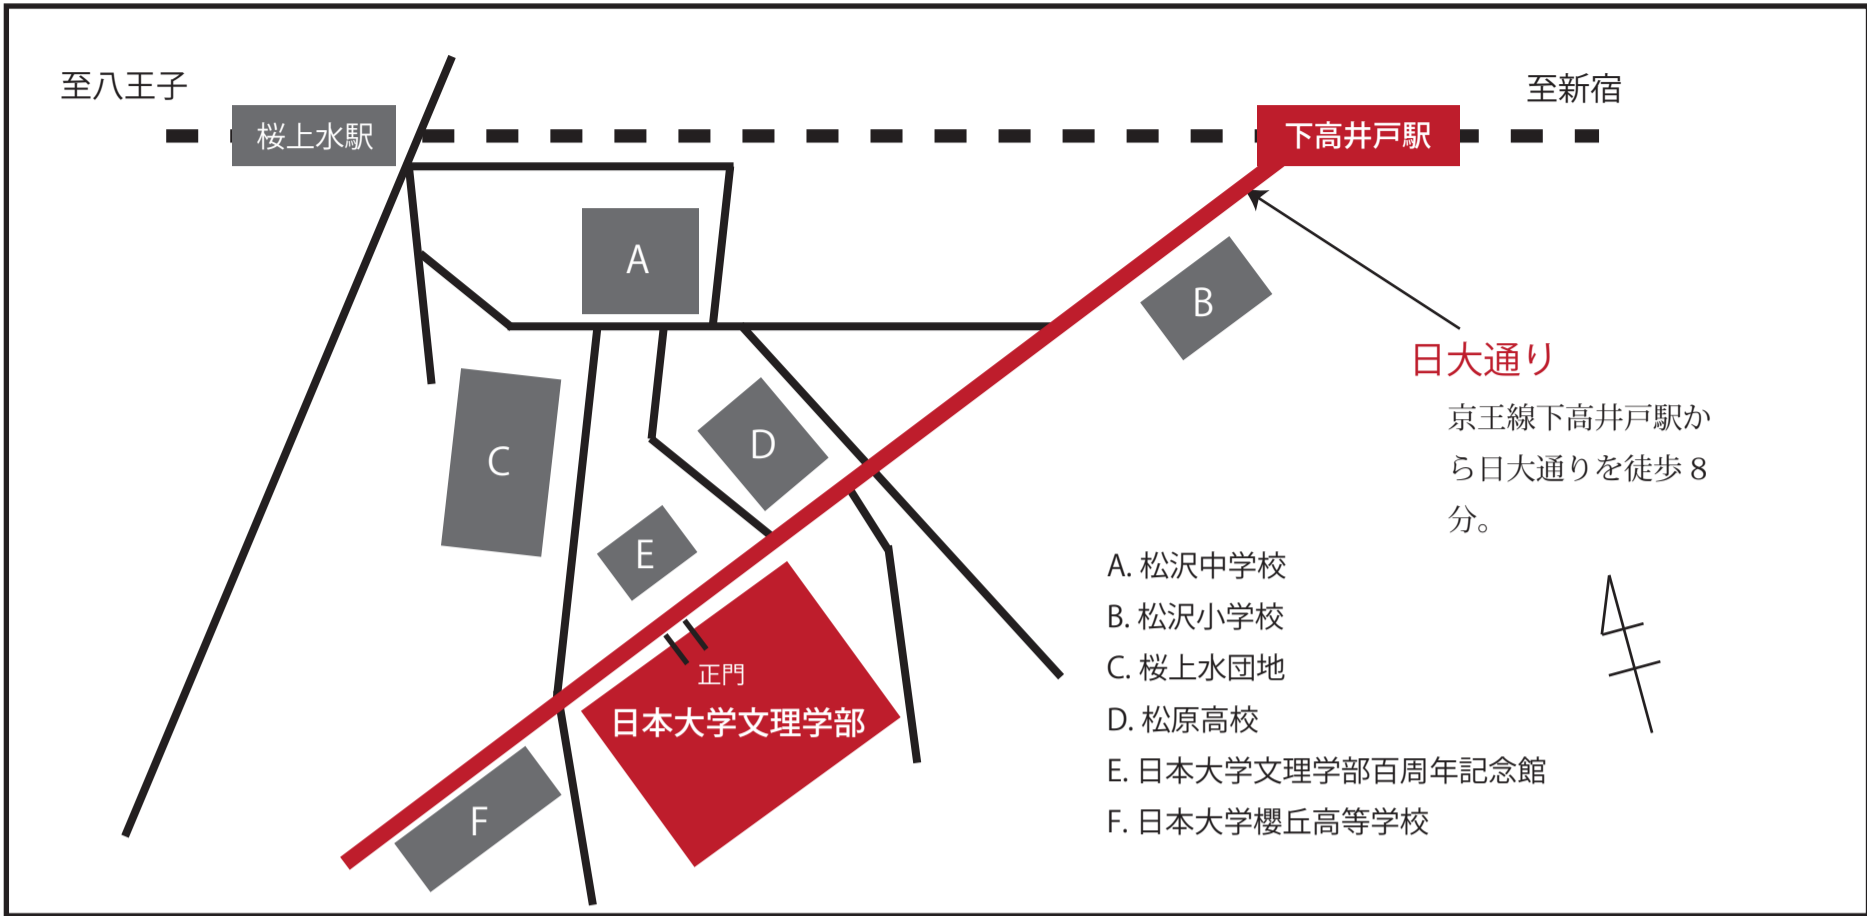 至八王子
至新宿
桜上水駅
下高井戸駅
A
B
日大通り
京王線下高井戸駅か
ら日大通りを徒歩 8
分。
C
D
E
A. 松沢中学校
B. 松沢小学校
C. 桜上水団地
D. 松原高校
E. 日本大学文理学部百周年記念館
F. 日本大学櫻丘高等学校
正門
日本大学文理学部
F